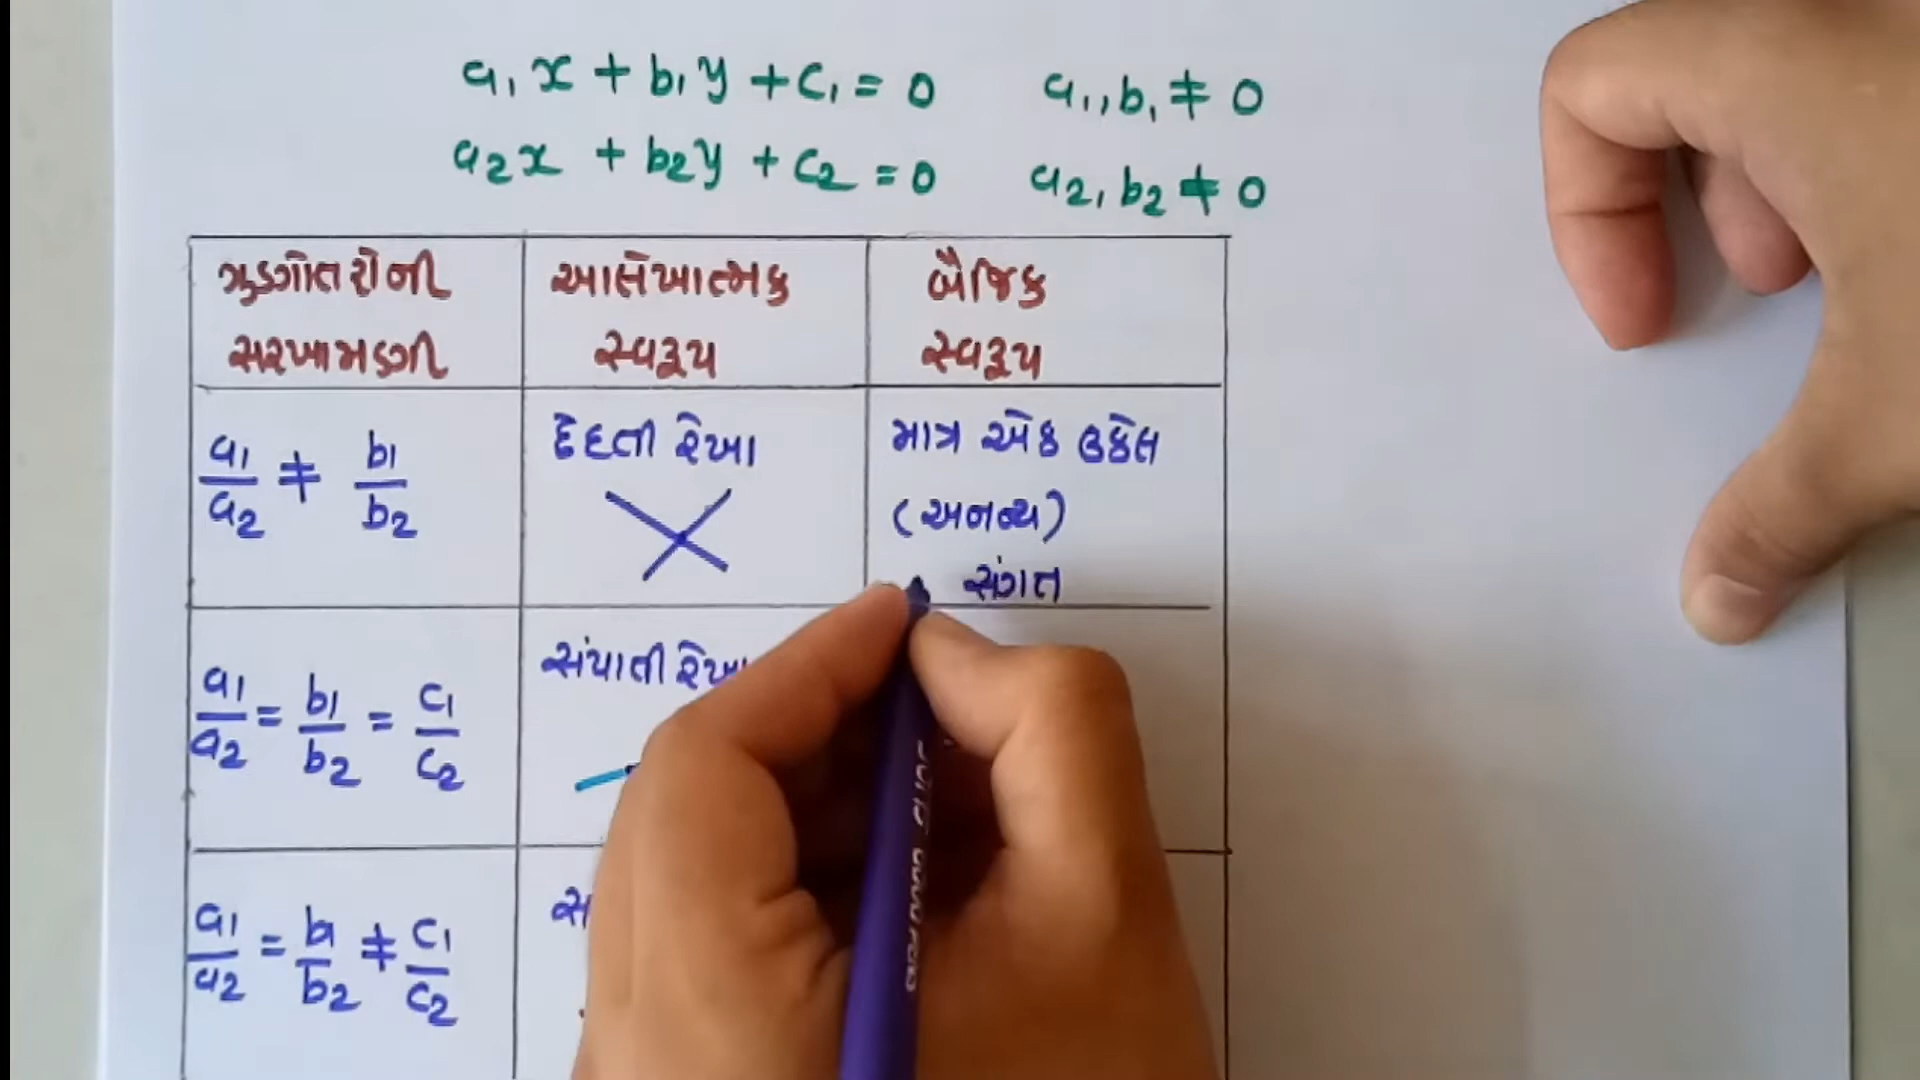 a₁x + b₁y + c₁ = 0    a₁, b₁ ≠ 0
a₂x + b₂y + c₂ = 0    a₂, b₂ ≠ 0
ગુણોત્તરોની
સરખામણી
આલેખાત્મક
સ્વરૂપ
બૈજિક
સ્વરૂપ
a₁/a₂ ≠ b₁/b₂
છેદતી રેખા
માત્ર એક ઉકેલ
(અનન્ય)
સંગત
a₁/a₂ = b₁/b₂ = c₁/c₂
સંપાતી રેખા
a₁/a₂ = b₁/b₂ ≠ c₁/c₂